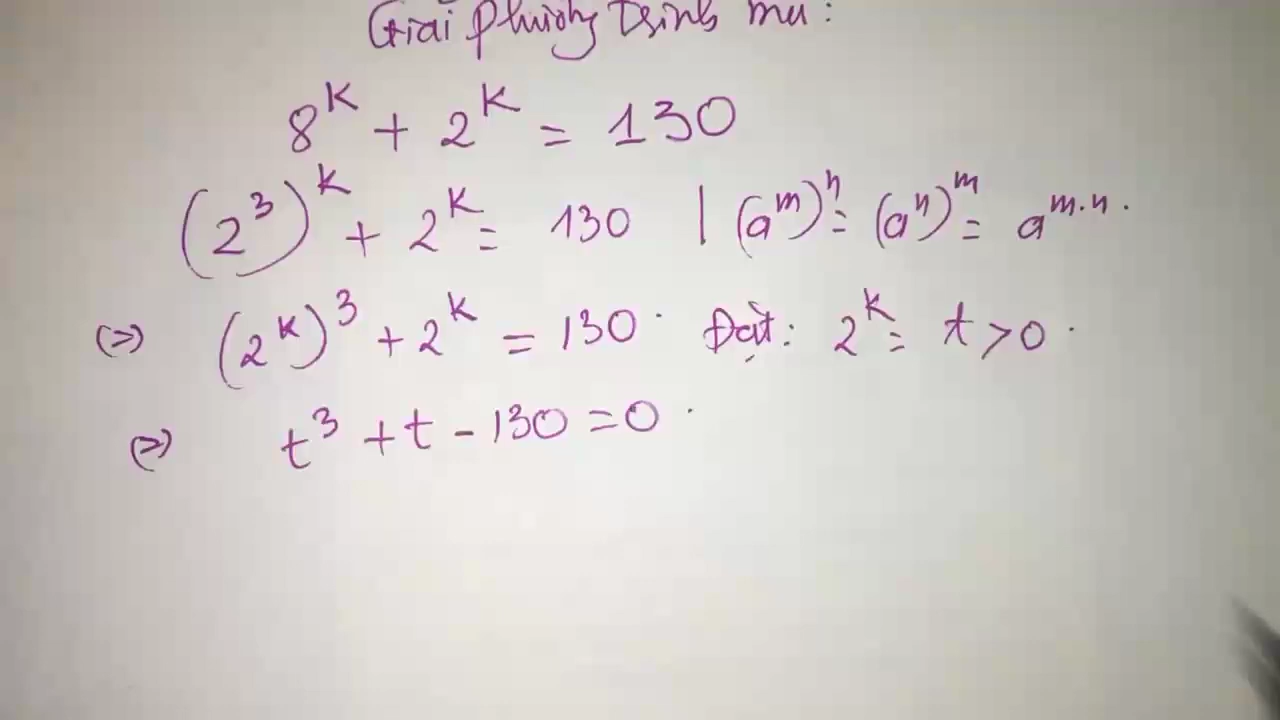 Giải phương trình mũ:
8^k + 2^k = 130
(2^3)^k + 2^k = 130 | (a^m)^n = (a^n)^m = a^{m.n}.
(=>) (2^k)^3 + 2^k = 130. Đặt: 2^k = t > 0.
(=>) t^3 + t - 130 = 0.